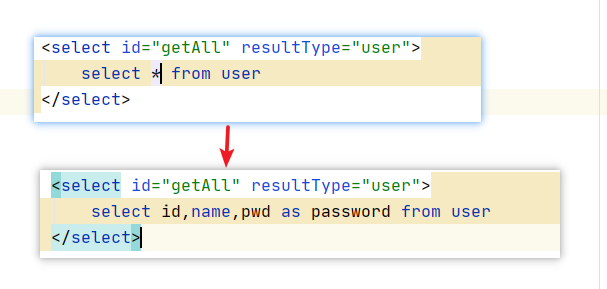 <select id="getAll" resultType="user">
    select * from user
</select>
<select id="getAll" resultType="user">
    select id,name,pwd as password from user
</select>